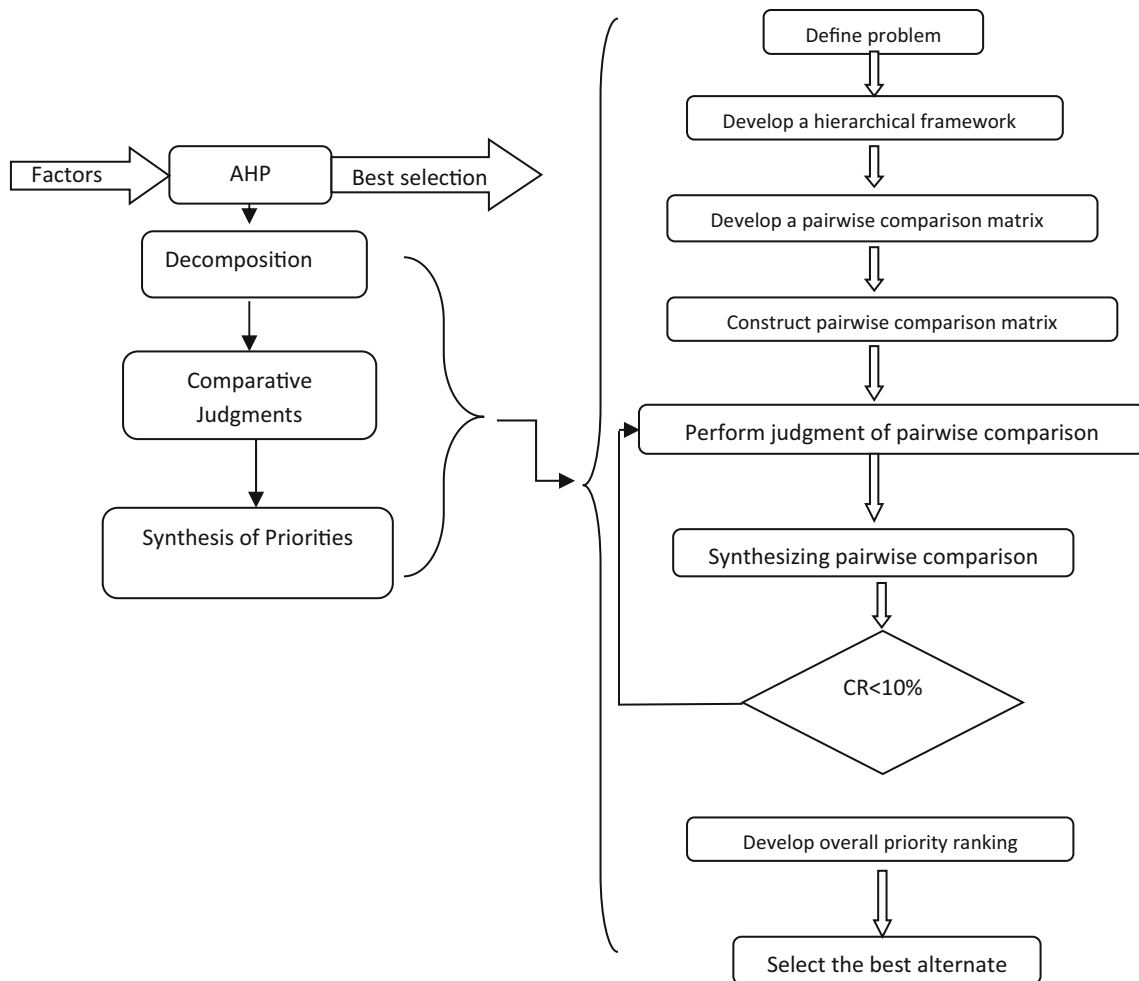 Factors
AHP
Best selection
Decomposition
Comparative
Judgments
Synthesis of Priorities
Define problem
Develop a hierarchical framework
Develop a pairwise comparison matrix
Construct pairwise comparison matrix
Perform judgment of pairwise comparison
Synthesizing pairwise comparison
CR<10%
Develop overall priority ranking
Select the best alternate